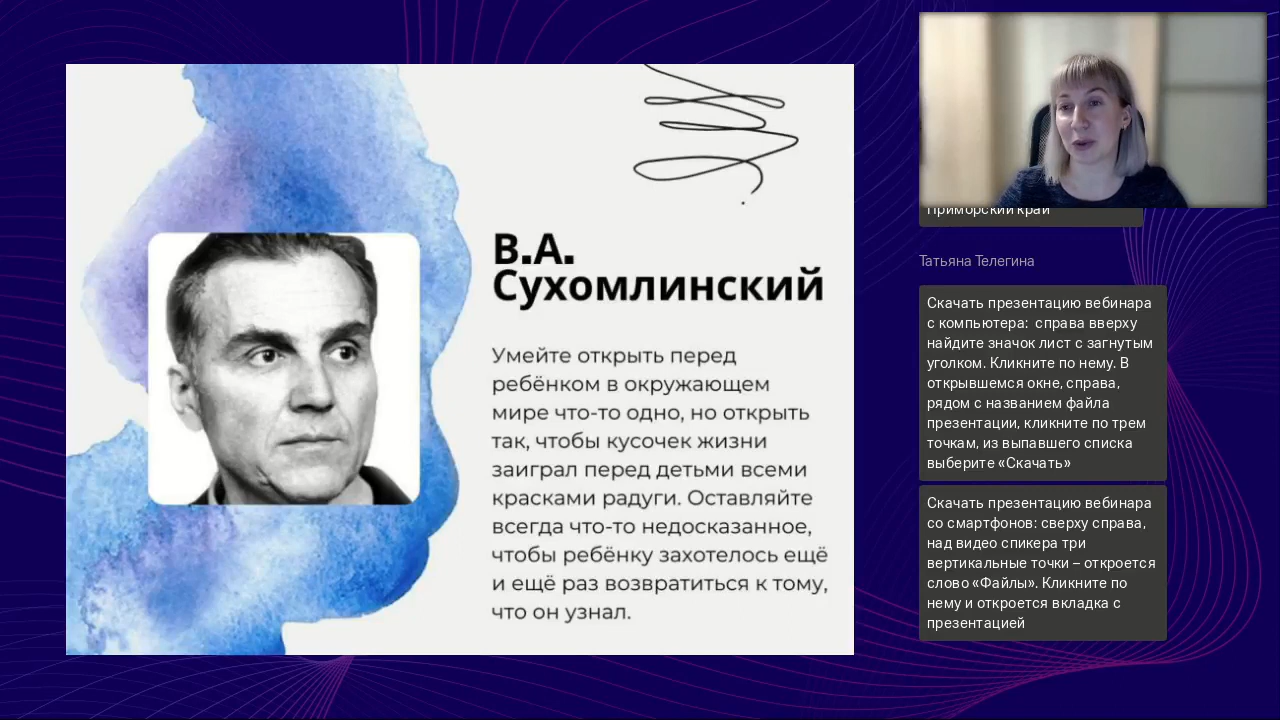 В.А.
Сухомлинский
Умейте открыть перед
ребёнком в окружающем
мире что-то одно, но открыть
так, чтобы кусочек жизни
заиграл перед детьми всеми
красками радуги. Оставляйте
всегда что-то недосказанное,
чтобы ребёнку захотелось ещё
и ещё раз возвратиться к тому,
что он узнал.
Приморский край
Татьяна Телегина
Скачать презентацию вебинара
с компьютера:  справа вверху
найдите значок лист с загнутым
уголком. Кликните по нему. В
открывшемся окне, справа,
рядом с названием файла
презентации, кликните по трем
точкам, из выпавшего списка
выберите «Скачать»
Скачать презентацию вебинара
со смартфонов: сверху справа,
над видео спикера три
вертикальные точки – откроется
слово «Файлы». Кликните по
нему и откроется вкладка с
презентацией